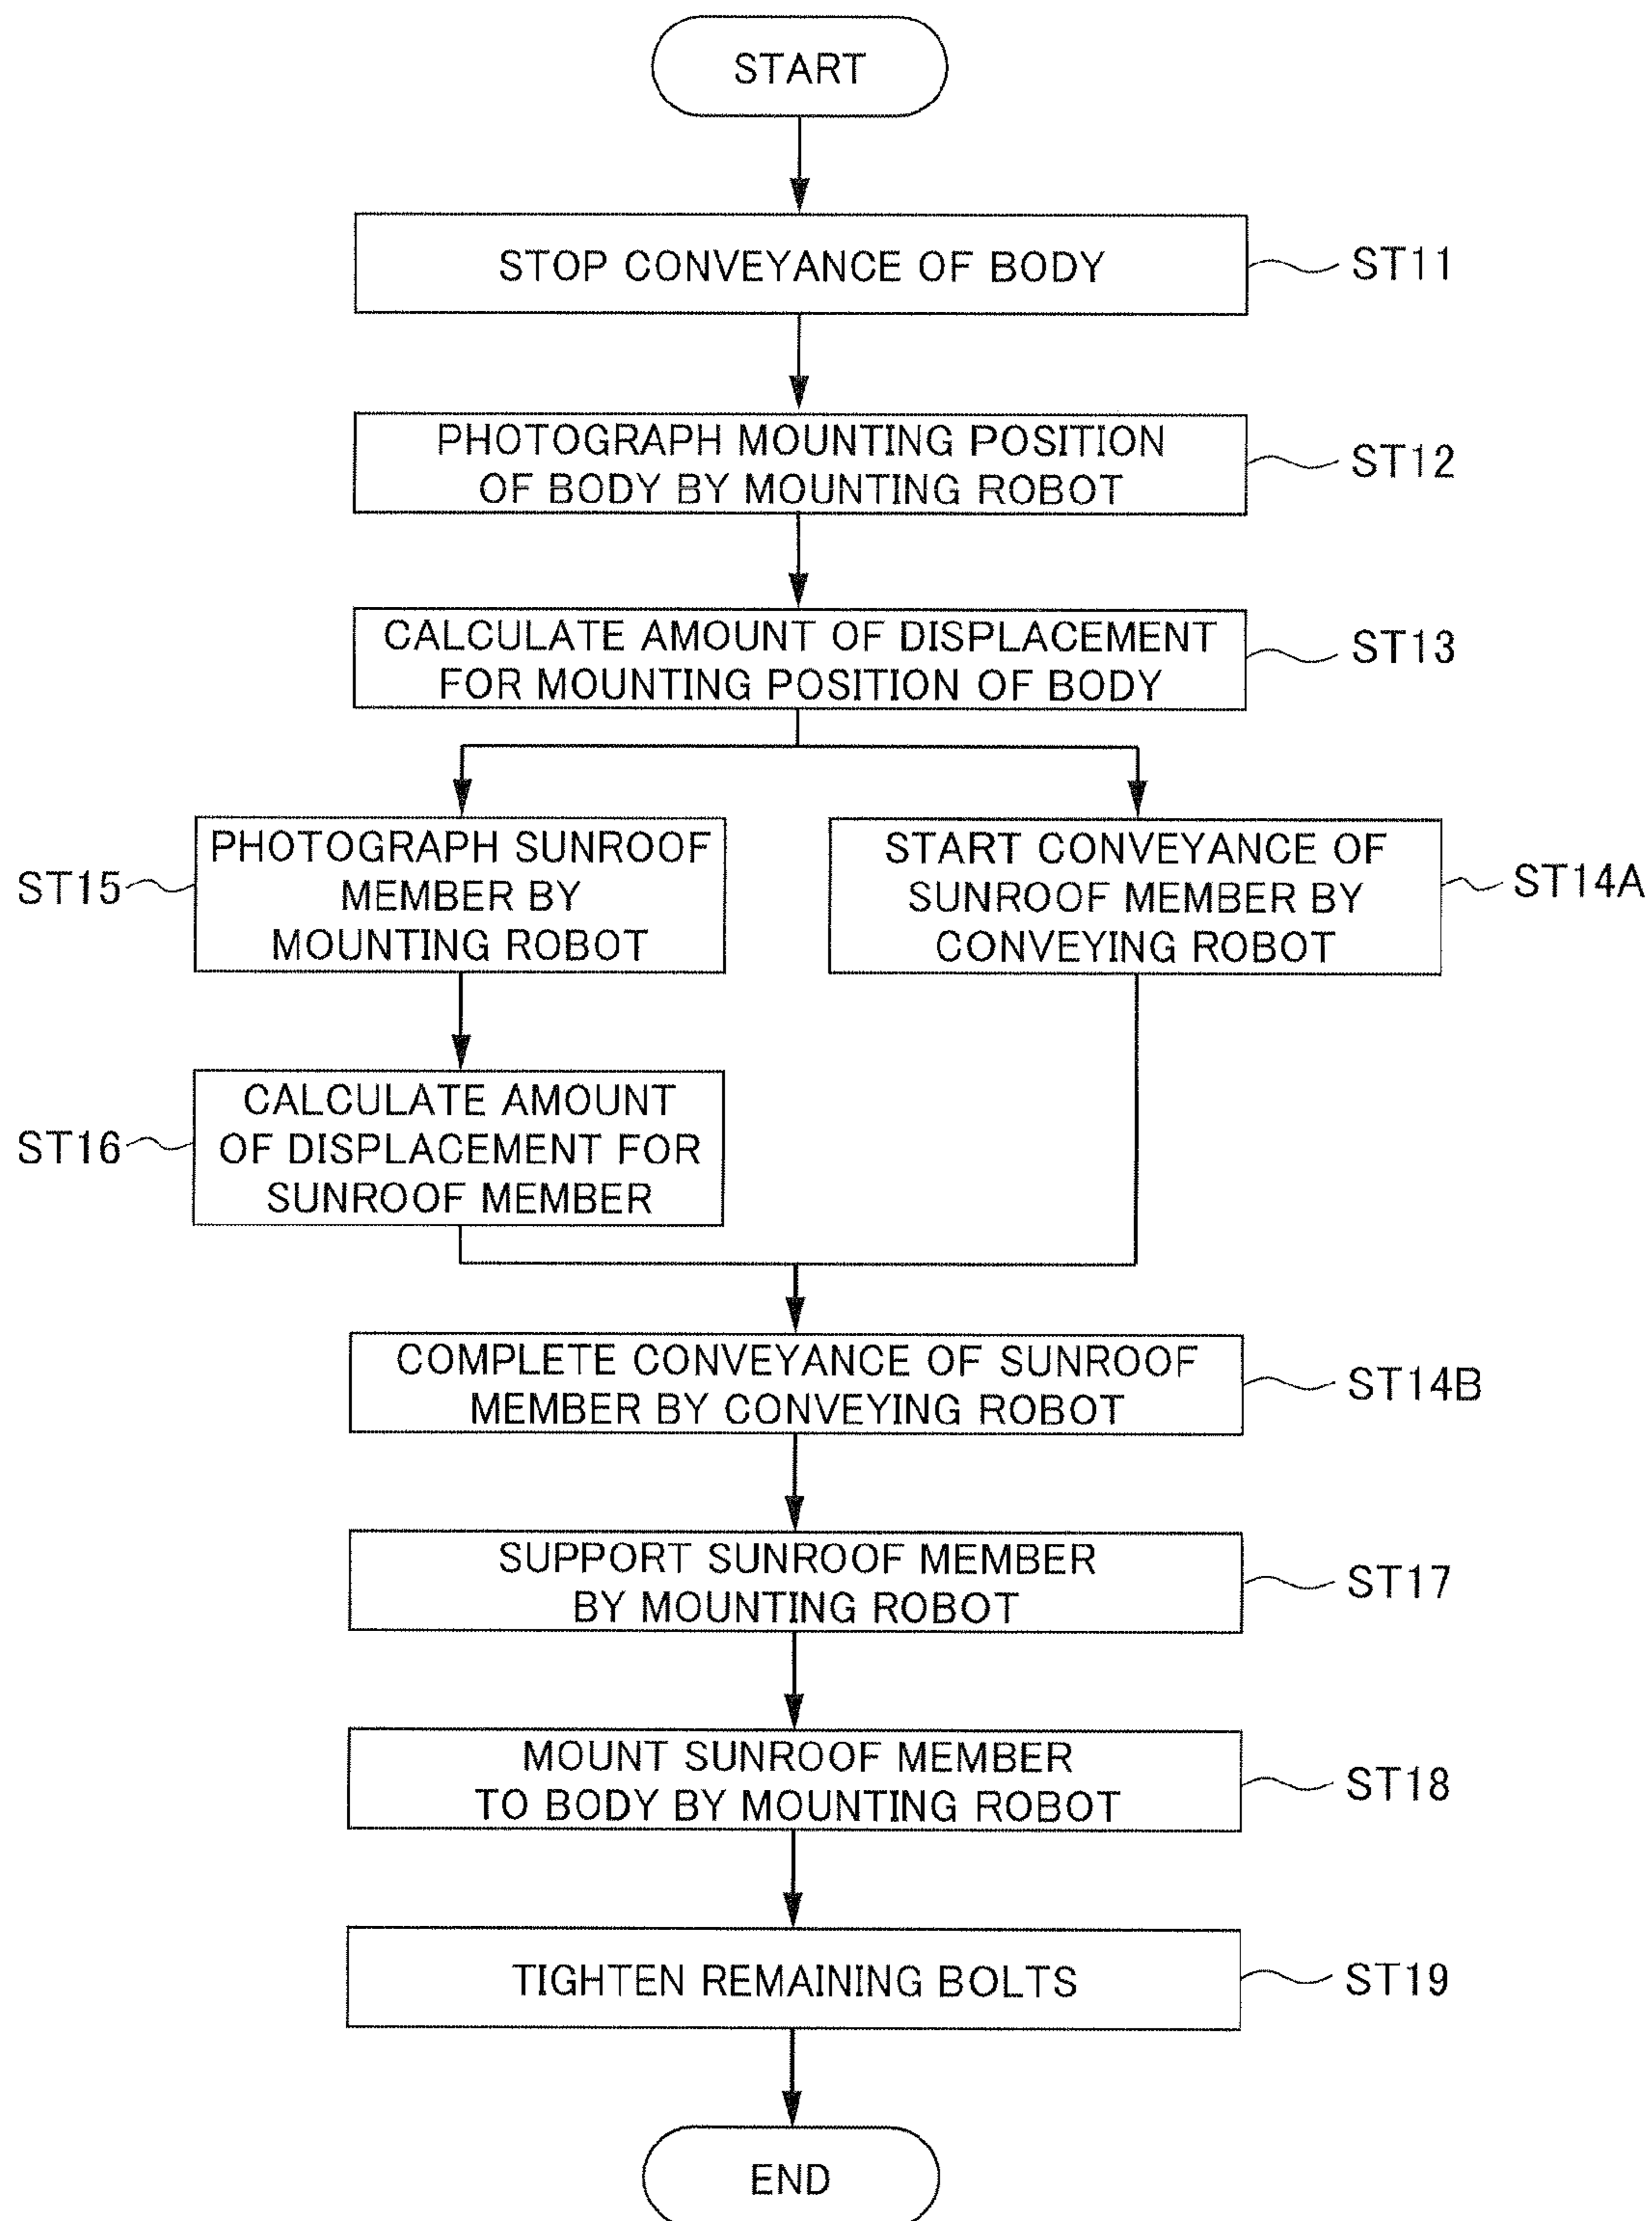 START
STOP CONVEYANCE OF BODY
ST11
PHOTOGRAPH MOUNTING POSITION
OF BODY BY MOUNTING ROBOT
ST12
CALCULATE AMOUNT OF DISPLACEMENT
FOR MOUNTING POSITION OF BODY
ST13
ST15
PHOTOGRAPH SUNROOF
MEMBER BY
MOUNTING ROBOT
START CONVEYANCE OF
SUNROOF MEMBER BY
CONVEYING ROBOT
ST14A
ST16
CALCULATE AMOUNT
OF DISPLACEMENT FOR
SUNROOF MEMBER
COMPLETE CONVEYANCE OF SUNROOF
MEMBER BY CONVEYING ROBOT
ST14B
SUPPORT SUNROOF MEMBER
BY MOUNTING ROBOT
ST17
MOUNT SUNROOF MEMBER
TO BODY BY MOUNTING ROBOT
ST18
TIGHTEN REMAINING BOLTS
ST19
END